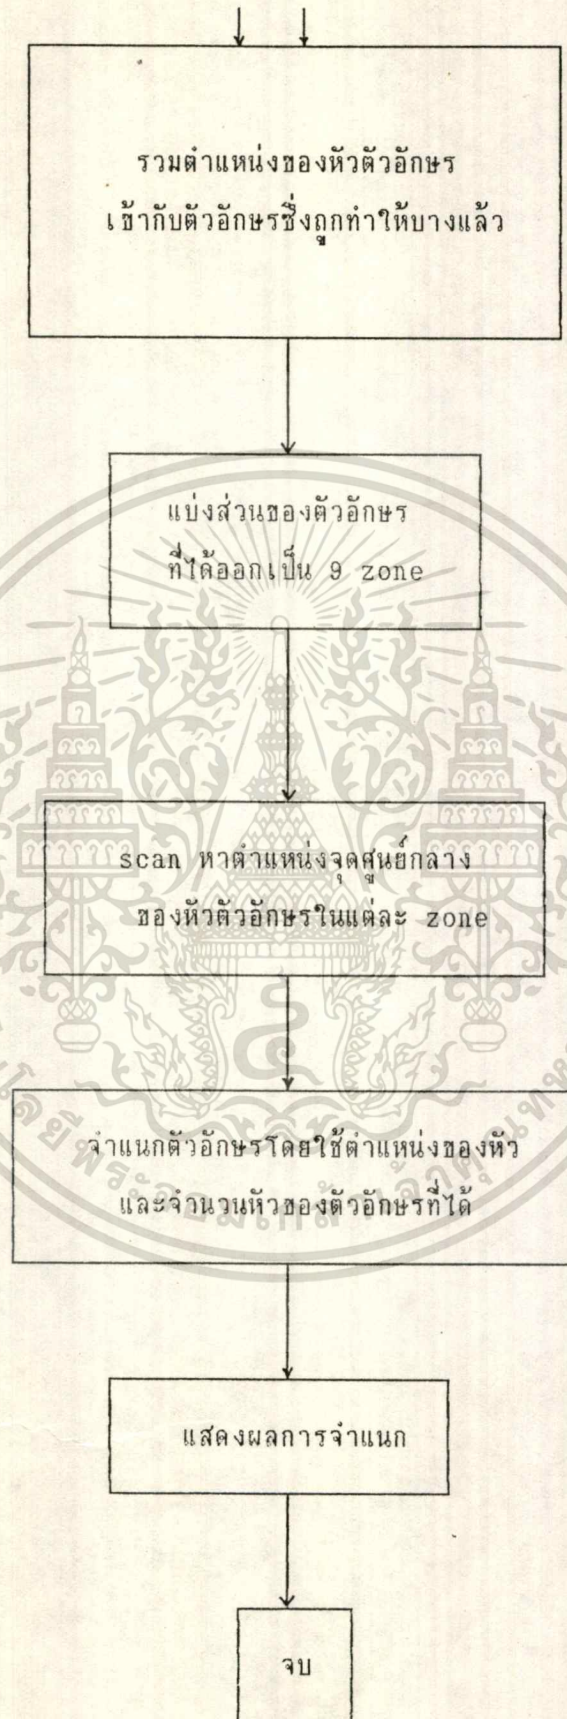 รวมตำแหน่งของหัวตัวอักษร
เข้ากับตัวอักษรซึ่งถูกทำให้บางแล้ว
แบ่งส่วนของตัวอักษร
ที่ได้ออกเป็น 9 zone
scan หาตำแหน่งจุดศูนย์กลาง
ของหัวตัวอักษรในแต่ละ zone
จำแนกตัวอักษรโดยใช้ตำแหน่งของหัว
และจำนวนหัวของตัวอักษรที่ได้
แสดงผลการจำแนก
จบ